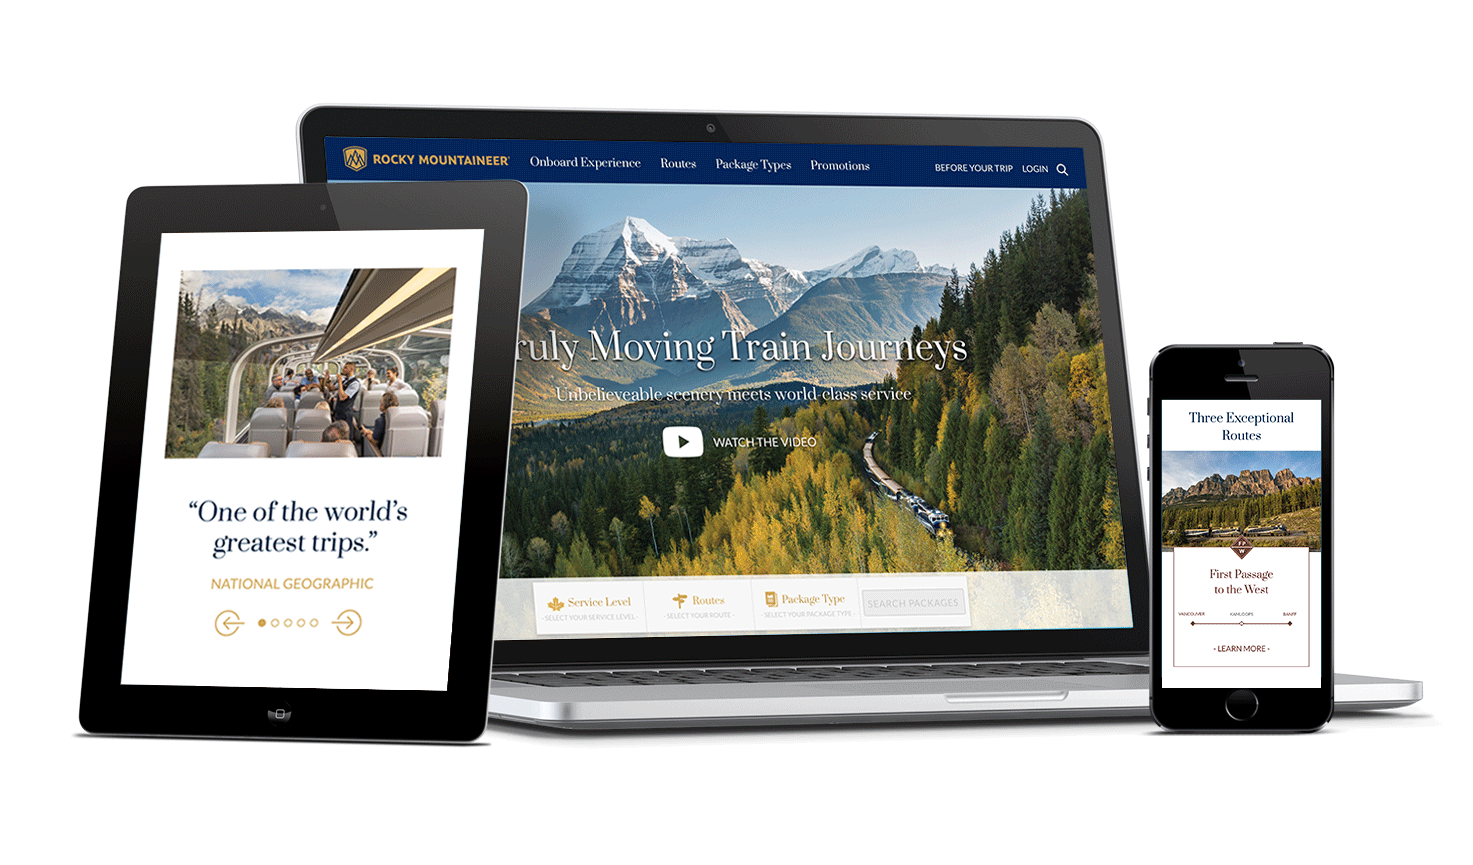 ROCKY MOUNTAINEER
Onboard Experience
Routes
Package Types
Promotions
BEFORE YOUR TRIP
LOGIN
ruly Moving Train Journeys
Unbelieveable scenery meets world-class service
WATCH THE VIDEO
Service Level
- SELECT YOUR SERVICE LEVEL -
Routes
- SELECT YOUR ROUTE -
Package Type
- SELECT YOUR PACKAGE TYPE -
SEARCH PACKAGES
“One of the world’s
greatest trips.”
NATIONAL GEOGRAPHIC
Three Exceptional
Routes
FP
W
First Passage
to the West
VANCOUVER
KAMLOOPS
BANFF
- LEARN MORE -